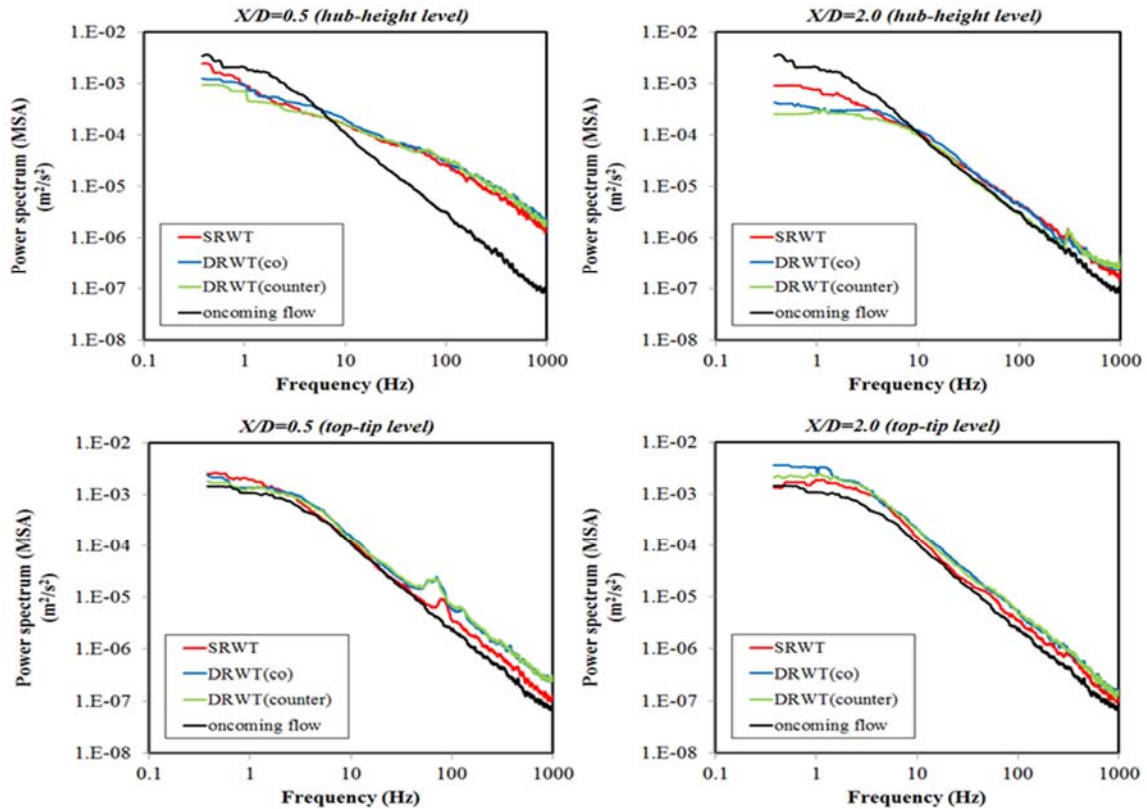 X/D=0.5 (hub-height level)
Power spectrum (MSA)
(m²/s²)
1.E-02
1.E-03
1.E-04
1.E-05
1.E-06
1.E-07
1.E-08
SRWT
DRWT(co)
DRWT(counter)
oncoming flow
0.1 1 10 100 1000
Frequency (Hz)
X/D=2.0 (hub-height level)
Power spectrum (MSA)
(m²/s²)
1.E-02
1.E-03
1.E-04
1.E-05
1.E-06
1.E-07
1.E-08
SRWT
DRWT(co)
DRWT(counter)
oncoming flow
0.1 1 10 100 1000
Frequency (Hz)
X/D=0.5 (top-tip level)
Power spectrum (MSA)
(m²/s²)
1.E-02
1.E-03
1.E-04
1.E-05
1.E-06
1.E-07
1.E-08
SRWT
DRWT(co)
DRWT(counter)
oncoming flow
0.1 1 10 100 1000
Frequency (Hz)
X/D=2.0 (top-tip level)
Power spectrum (MSA)
(m²/s²)
1.E-02
1.E-03
1.E-04
1.E-05
1.E-06
1.E-07
1.E-08
SRWT
DRWT(co)
DRWT(counter)
oncoming flow
0.1 1 10 100 1000
Frequency (Hz)